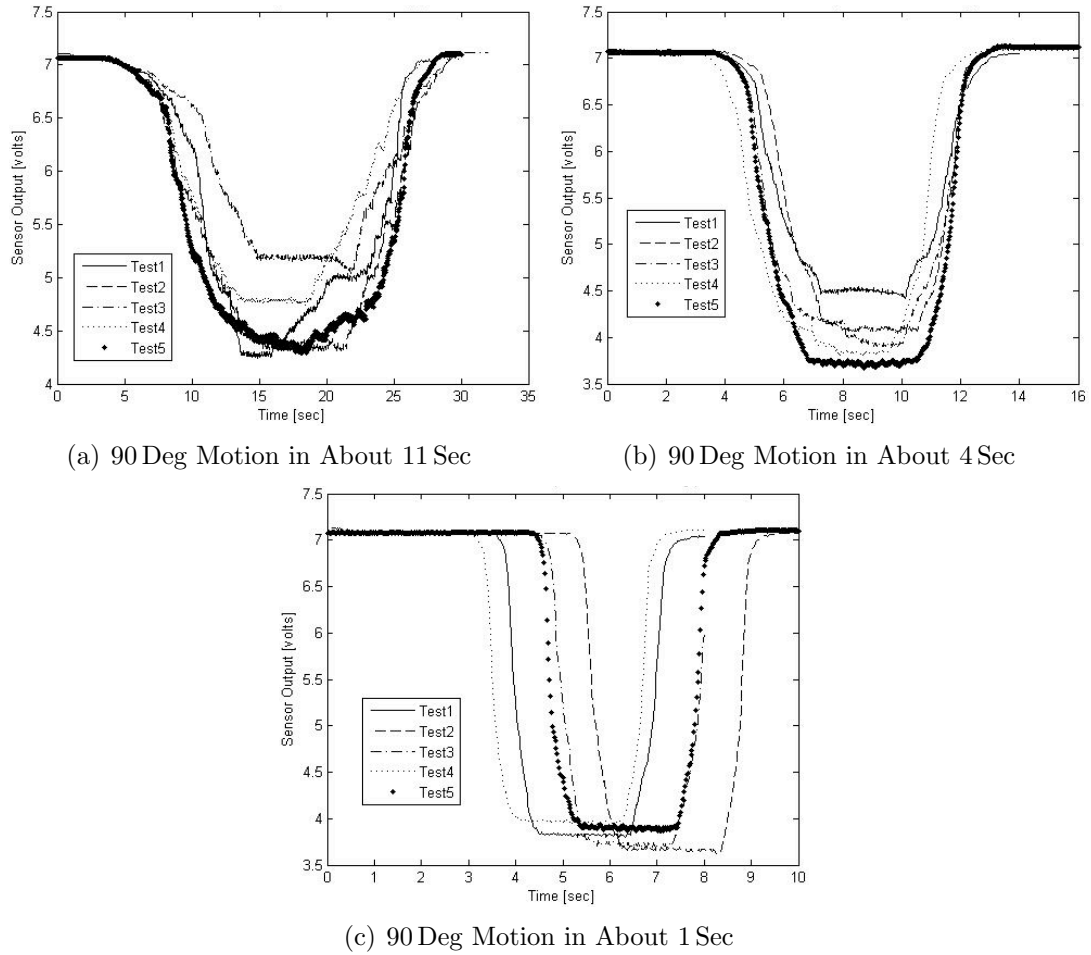 7.5
7
6.5
6
5.5
5
4.5
4
Sensor Output [volts]
Test1
Test2
Test3
Test4
Test5
0 5 10 15 20 25 30 35
Time [sec]
(a) 90 Deg Motion in About 11 Sec
7.5
7
6.5
6
5.5
5
4.5
4
3.5
Sensor Output [volts]
Test1
Test2
Test3
Test4
Test5
0 2 4 6 8 10 12 14 16
Time [sec]
(b) 90 Deg Motion in About 4 Sec
7.5
7
6.5
6
5.5
5
4.5
4
3.5
Sensor Output [volts]
Test1
Test2
Test3
Test4
Test5
0 1 2 3 4 5 6 7 8 9 10
Time [sec]
(c) 90 Deg Motion in About 1 Sec